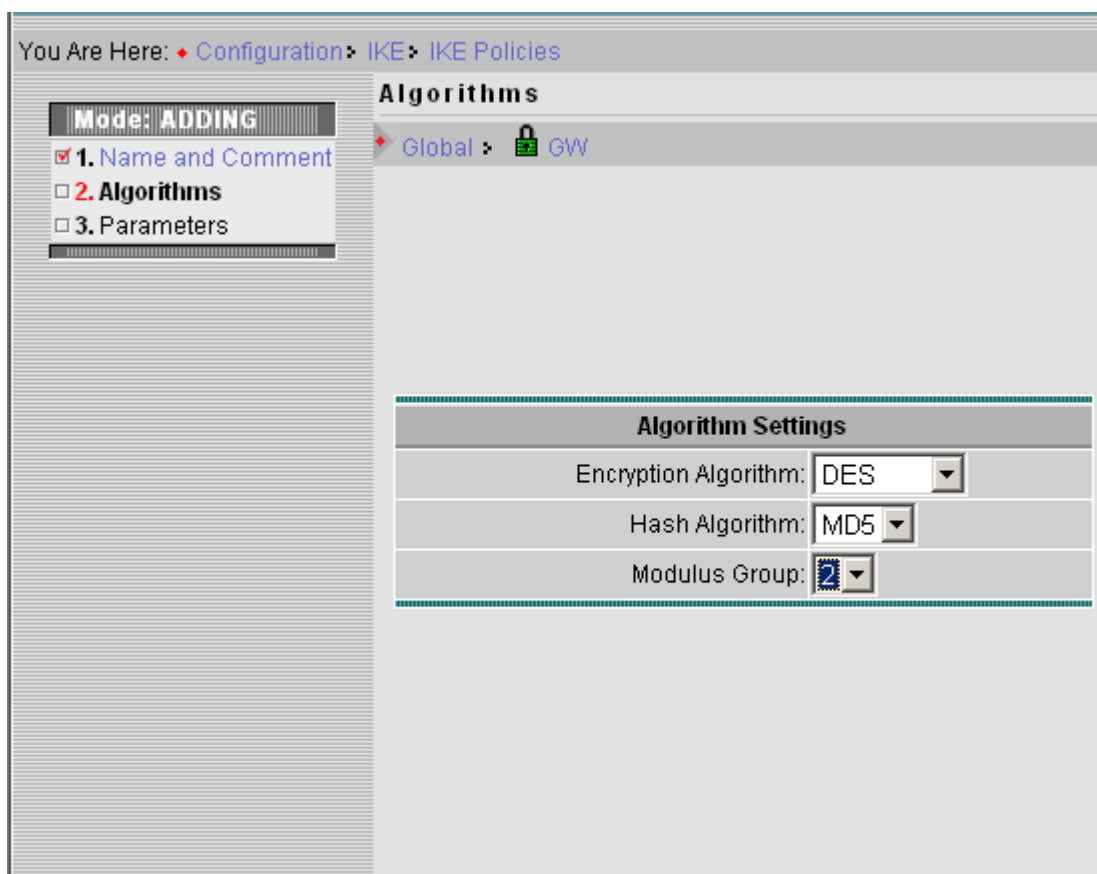 You Are Here: Configuration IKE IKE Policies
Mode: ADDING
1. Name and Comment
2. Algorithms
3. Parameters
Algorithms
Global GW
Algorithm Settings
Encryption Algorithm: DES
Hash Algorithm: MD5
Modulus Group: 2